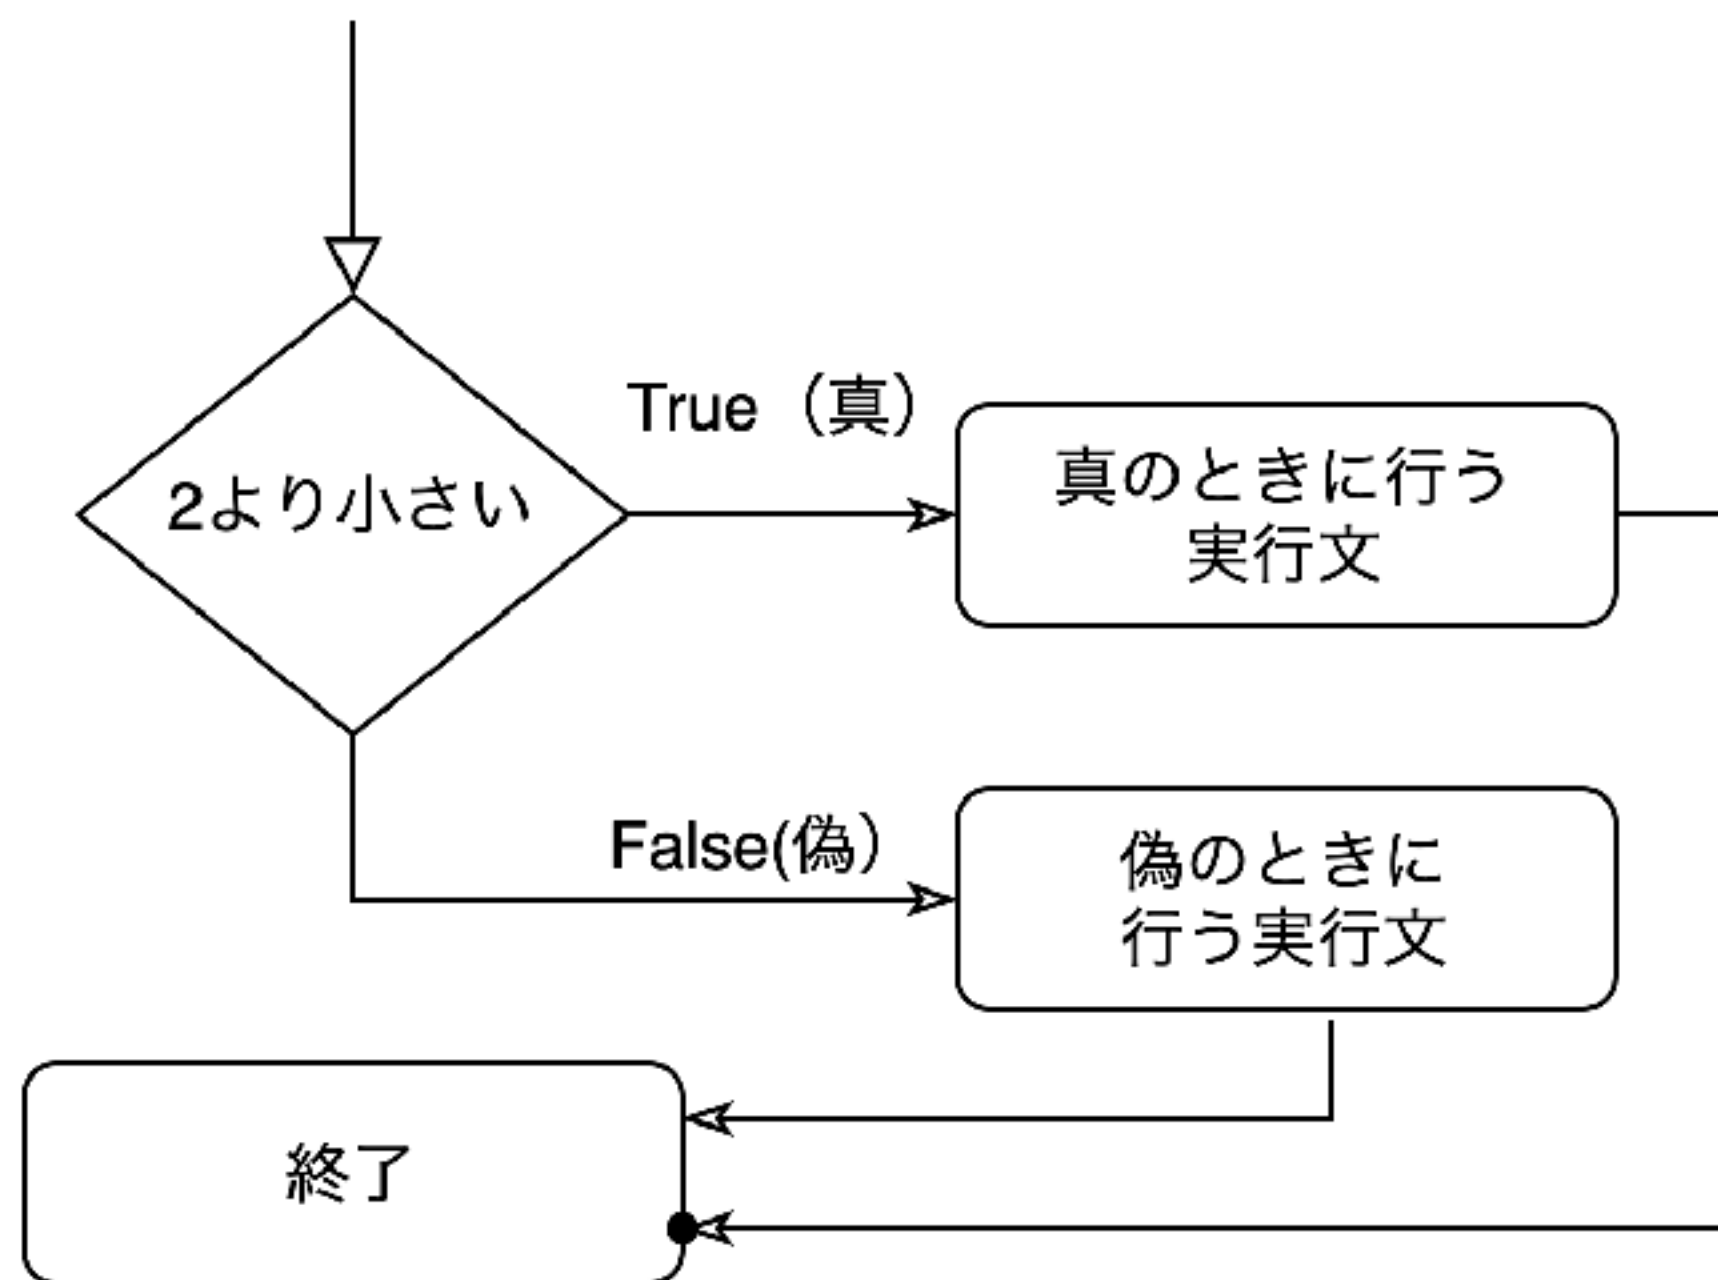 True（真）
2より小さい
真のときに行う
実行文
False(偽）
偽のときに
行う実行文
終了